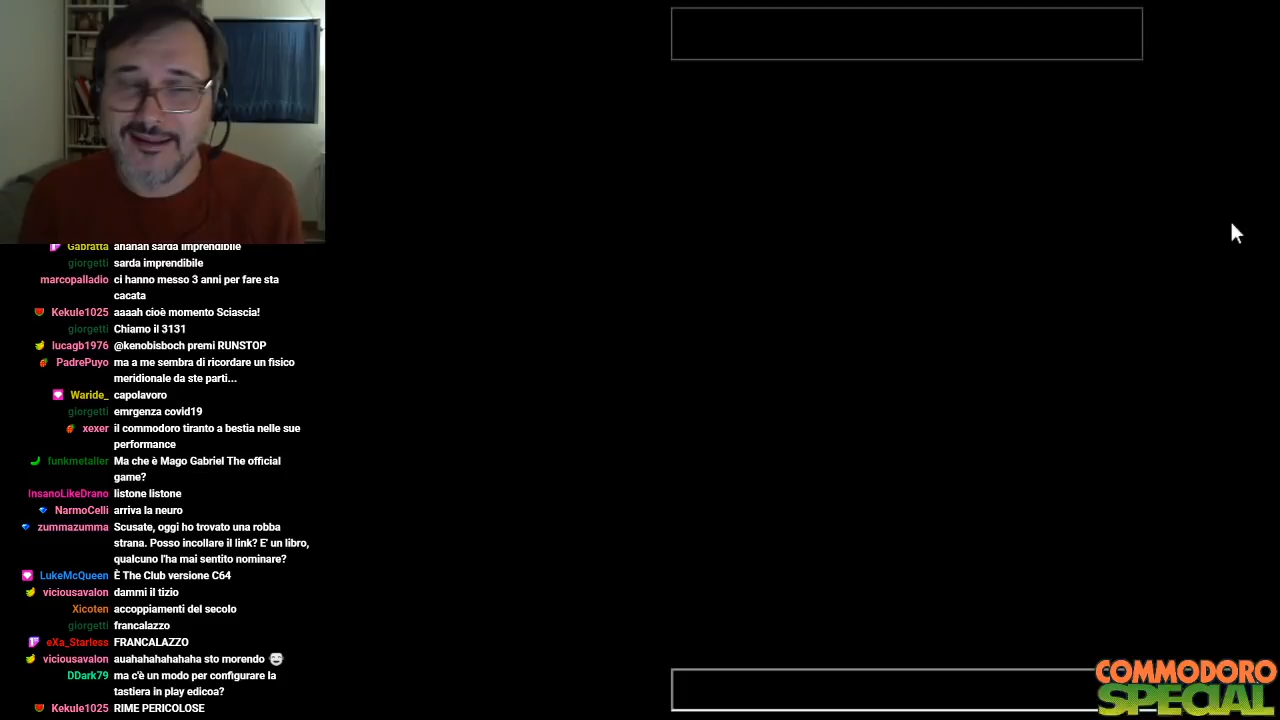 Gabratta ahahah sarda imprendibile
giorgetti sarda imprendibile
marcopalladio ci hanno messo 3 anni per fare sta
cacata
Kekule1025 aaaah cioè momento Sciascia!
giorgetti Chiamo il 3131
lucagb1976 @kenobisboch premi RUNSTOP
PadrePuyo ma a me sembra di ricordare un fisico
meridionale da ste parti...
Waride_ capolavoro
giorgetti emrgenza covid19
xexer il commodoro tiranto a bestia nelle sue
performance
funkmetaller Ma che è Mago Gabriel The official
game?
InsanoLikeDrano listone listone
NarmoCelli arriva la neuro
zummazumma Scusate, oggi ho trovato una robba
strana. Posso incollare il link? E' un libro,
qualcuno l'ha mai sentito nominare?
LukeMcQueen È The Club versione C64
viciousavalon dammi il tizio
Xicoten accoppiamenti del secolo
giorgetti francalazzo
eXa_Starless FRANCALAZZO
viciousavalon auahahahahahaha sto morendo
DDark79 ma c'è un modo per configurare la
tastiera in play edicoa?
Kekule1025 RIME PERICOLOSE
COMMODORO
SPECIAL